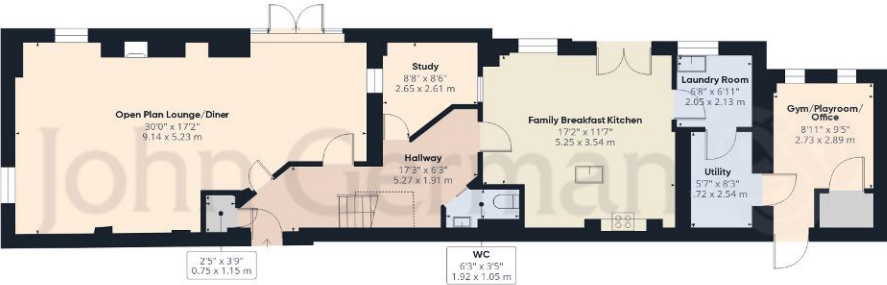 Open Plan Lounge/Diner
30'0" x 17'2"
9.14 x 5.23 m
Study
8'8" x 8'6"
2.65 x 2.61 m
Hallway
17'3" x 6'3"
5.27 x 1.91 m
Family Breakfast Kitchen
17'2" x 11'7"
5.25 x 3.54 m
Laundry Room
6'8" x 6'11"
2.05 x 2.13 m
Utility
5'7" x 8'3"
.72 x 2.54 m
Gym/Playroom/
Office
8'11" x 9'5"
2.73 x 2.89 m
2'5" x 3'9"
0.75 x 1.15 m
WC
6'3" x 3'5"
1.92 x 1.05 m
John German